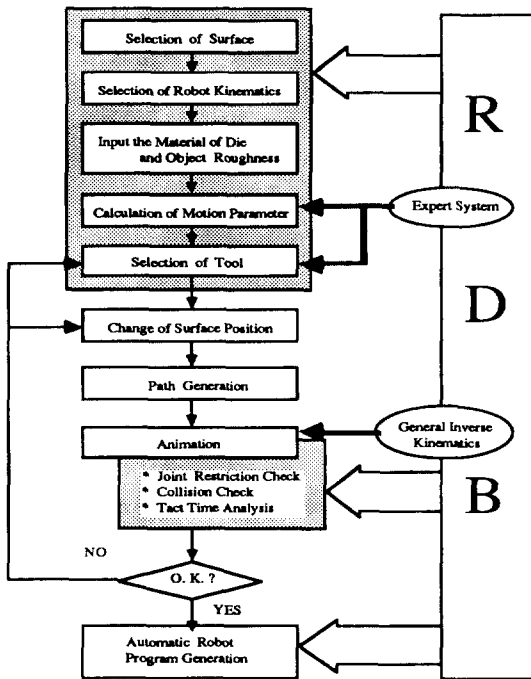 Selection of Surface
Selection of Robot Kinematics
Input the Material of Die
and Object Roughness
Calculation of Motion Parameter
Selection of Tool
Change of Surface Position
Path Generation
Animation
* Joint Restriction Check
* Collision Check
* Tact Time Analysis
NO
O. K. ?
YES
Automatic Robot
Program Generation
R
Expert System
D
General Inverse
Kinematics
B